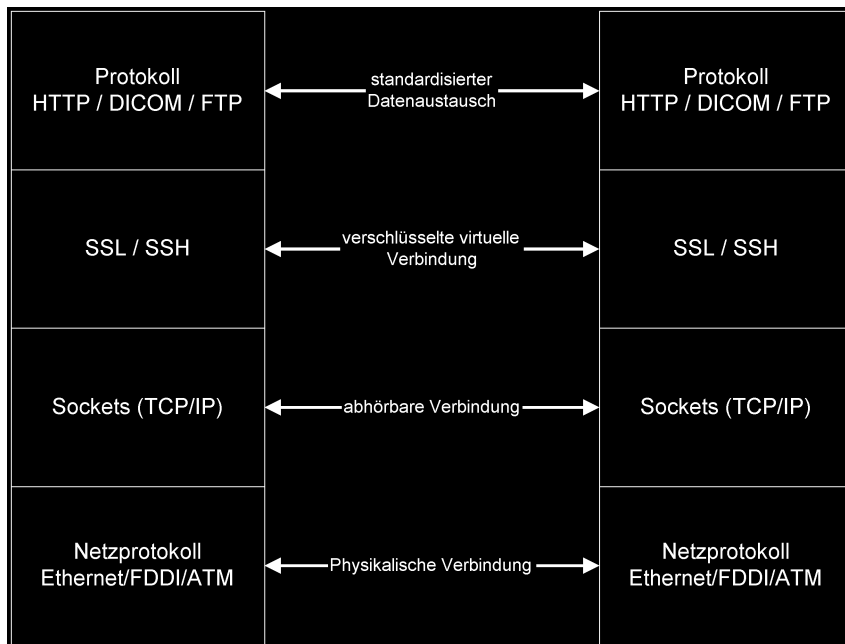 Protokoll
HTTP / DICOM / FTP
standardisierter
Datenaustausch
Protokoll
HTTP / DICOM / FTP
SSL / SSH
verschlüsselte virtuelle
Verbindung
SSL / SSH
Sockets (TCP/IP)
abhörbare Verbindung
Sockets (TCP/IP)
Netzprotokoll
Ethernet/FDDI/ATM
Physikalische Verbindung
Netzprotokoll
Ethernet/FDDI/ATM